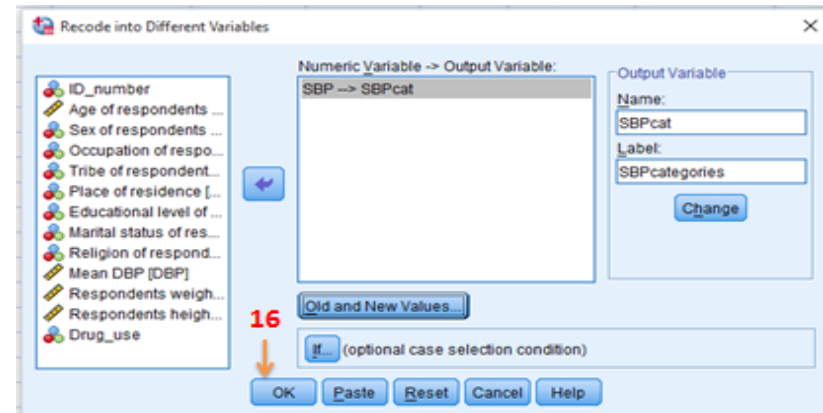 Recode into Different Variables
ID_number
Age of respondents ...
Sex of respondents ...
Occupation of respo...
Tribe of respondent...
Place of residence [...
Educational level of ...
Marital status of res...
Religion of respond...
Mean DBP [DBP]
Respondents weigh...
Respondents heigh...
Drug_use
Numeric Variable -> Output Variable:
SBP --> SBPcat
Output Variable
Name:
SBPcat
Label:
SBPcategories
Change
Old and New Values...
If... (optional case selection condition)
16
OK Paste Reset Cancel Help